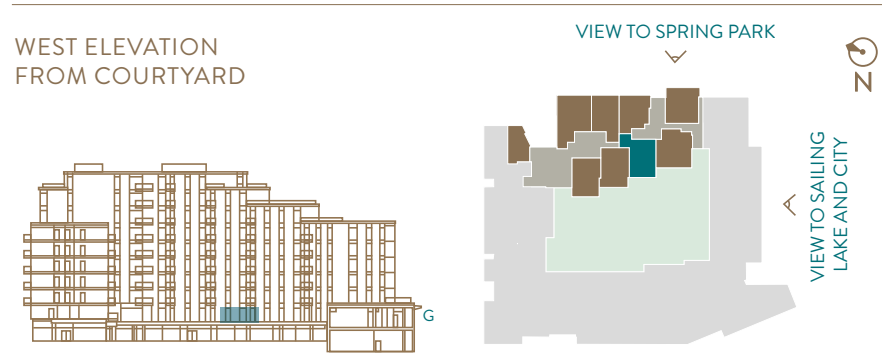 WEST ELEVATION
FROM COURTYARD
VIEW TO SPRING PARK
N
VIEW TO SAILING
LAKE AND CITY
G